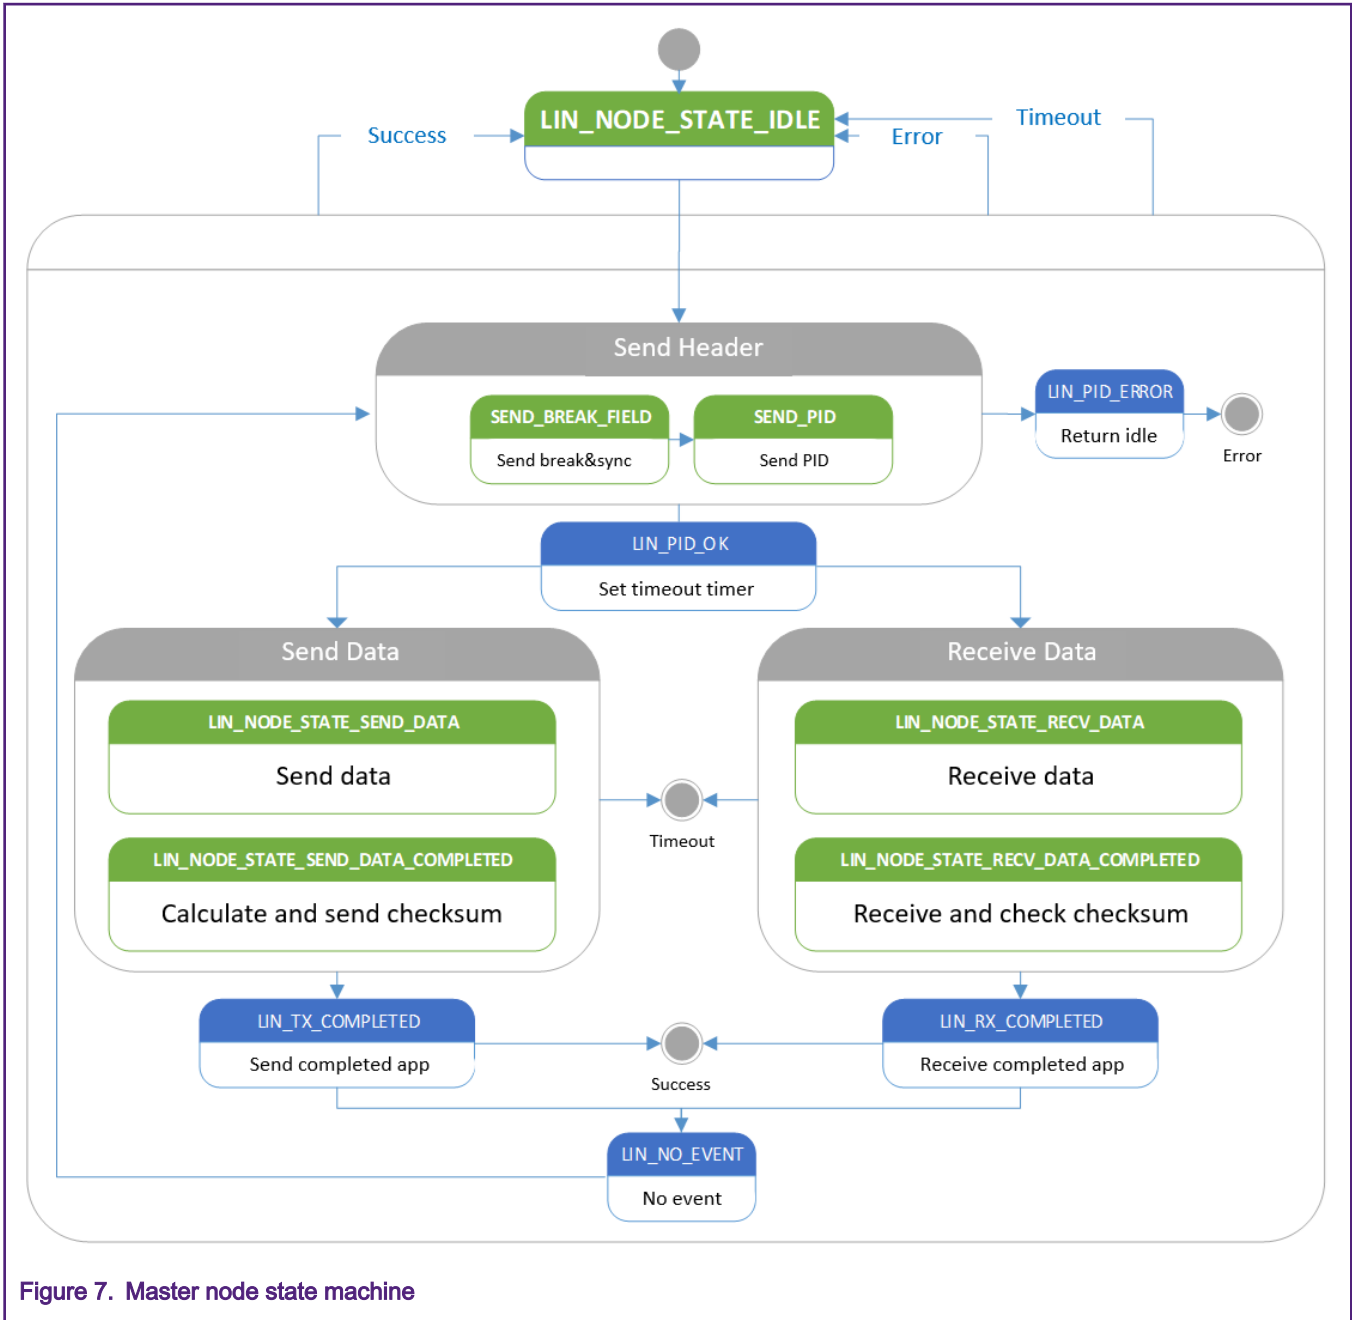 LIN_NODE_STATE_IDLE
Success
Error
Timeout
Send Header
SEND_BREAK_FIELD
Send break&sync
SEND_PID
Send PID
LIN_PID_ERROR
Return idle
Error
LIN_PID_OK
Set timeout timer
Send Data
LIN_NODE_STATE_SEND_DATA
Send data
LIN_NODE_STATE_SEND_DATA_COMPLETED
Calculate and send checksum
Timeout
Receive Data
LIN_NODE_STATE_RECV_DATA
Receive data
LIN_NODE_STATE_RECV_DATA_COMPLETED
Receive and check checksum
LIN_TX_COMPLETED
Send completed app
Success
LIN_RX_COMPLETED
Receive completed app
LIN_NO_EVENT
No event
Figure 7. Master node state machine